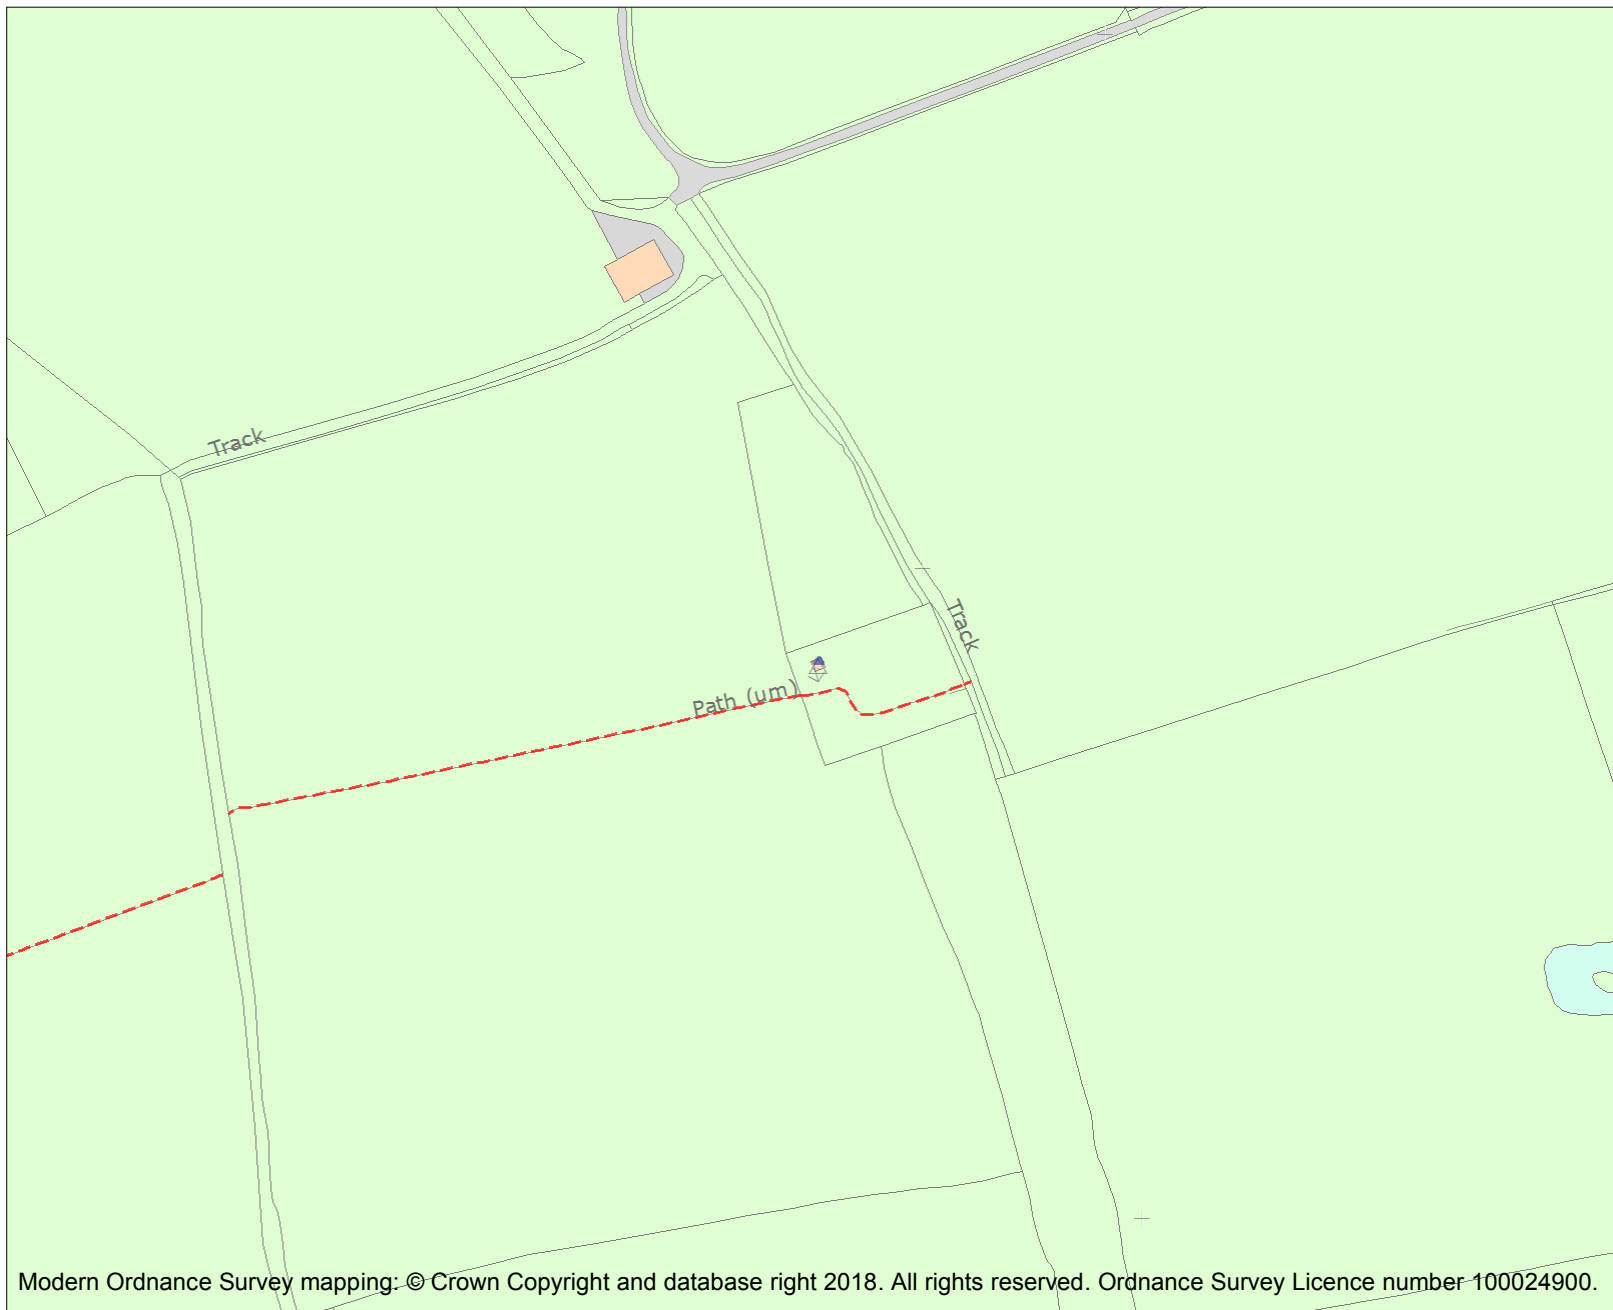 Track
Track
Path (um)
Modern Ordnance Survey mapping: © Crown Copyright and database right 2018. All rights reserved. Ordnance Survey Licence number 100024900.